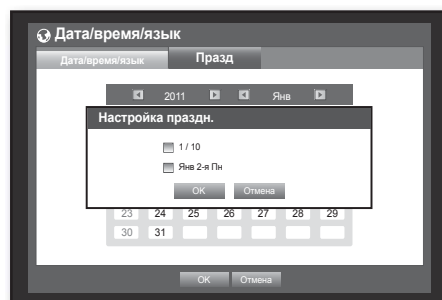 Дата/время/язык
Дата/время/язык Празд
2011 Янв
Настройка праздн.
1 / 10
Янв 2-я Пн
OK Отмена
23 24 25 26 27 28 29
30 31
OK Отмена